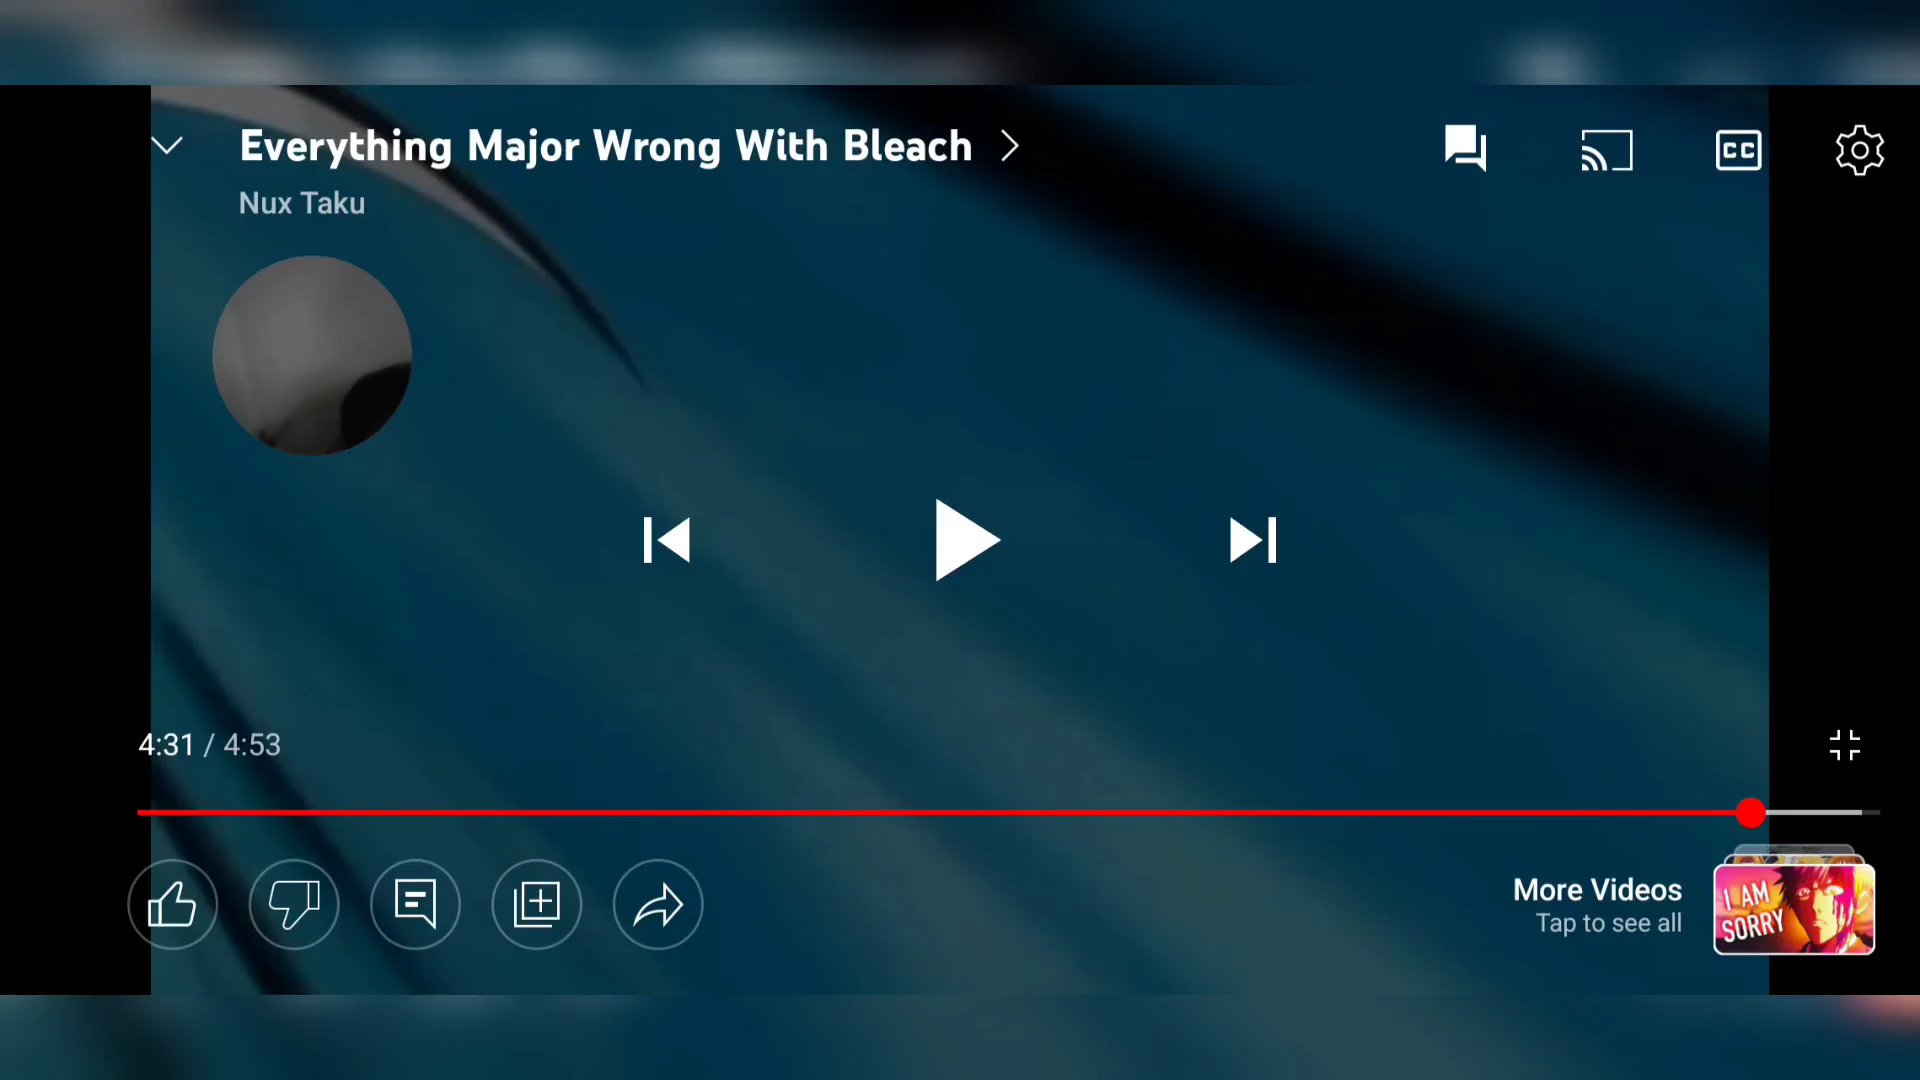 Everything Major Wrong With Bleach
Nux Taku
CC
4:31 / 4:53
More Videos
Tap to see all
I AM
SORRY